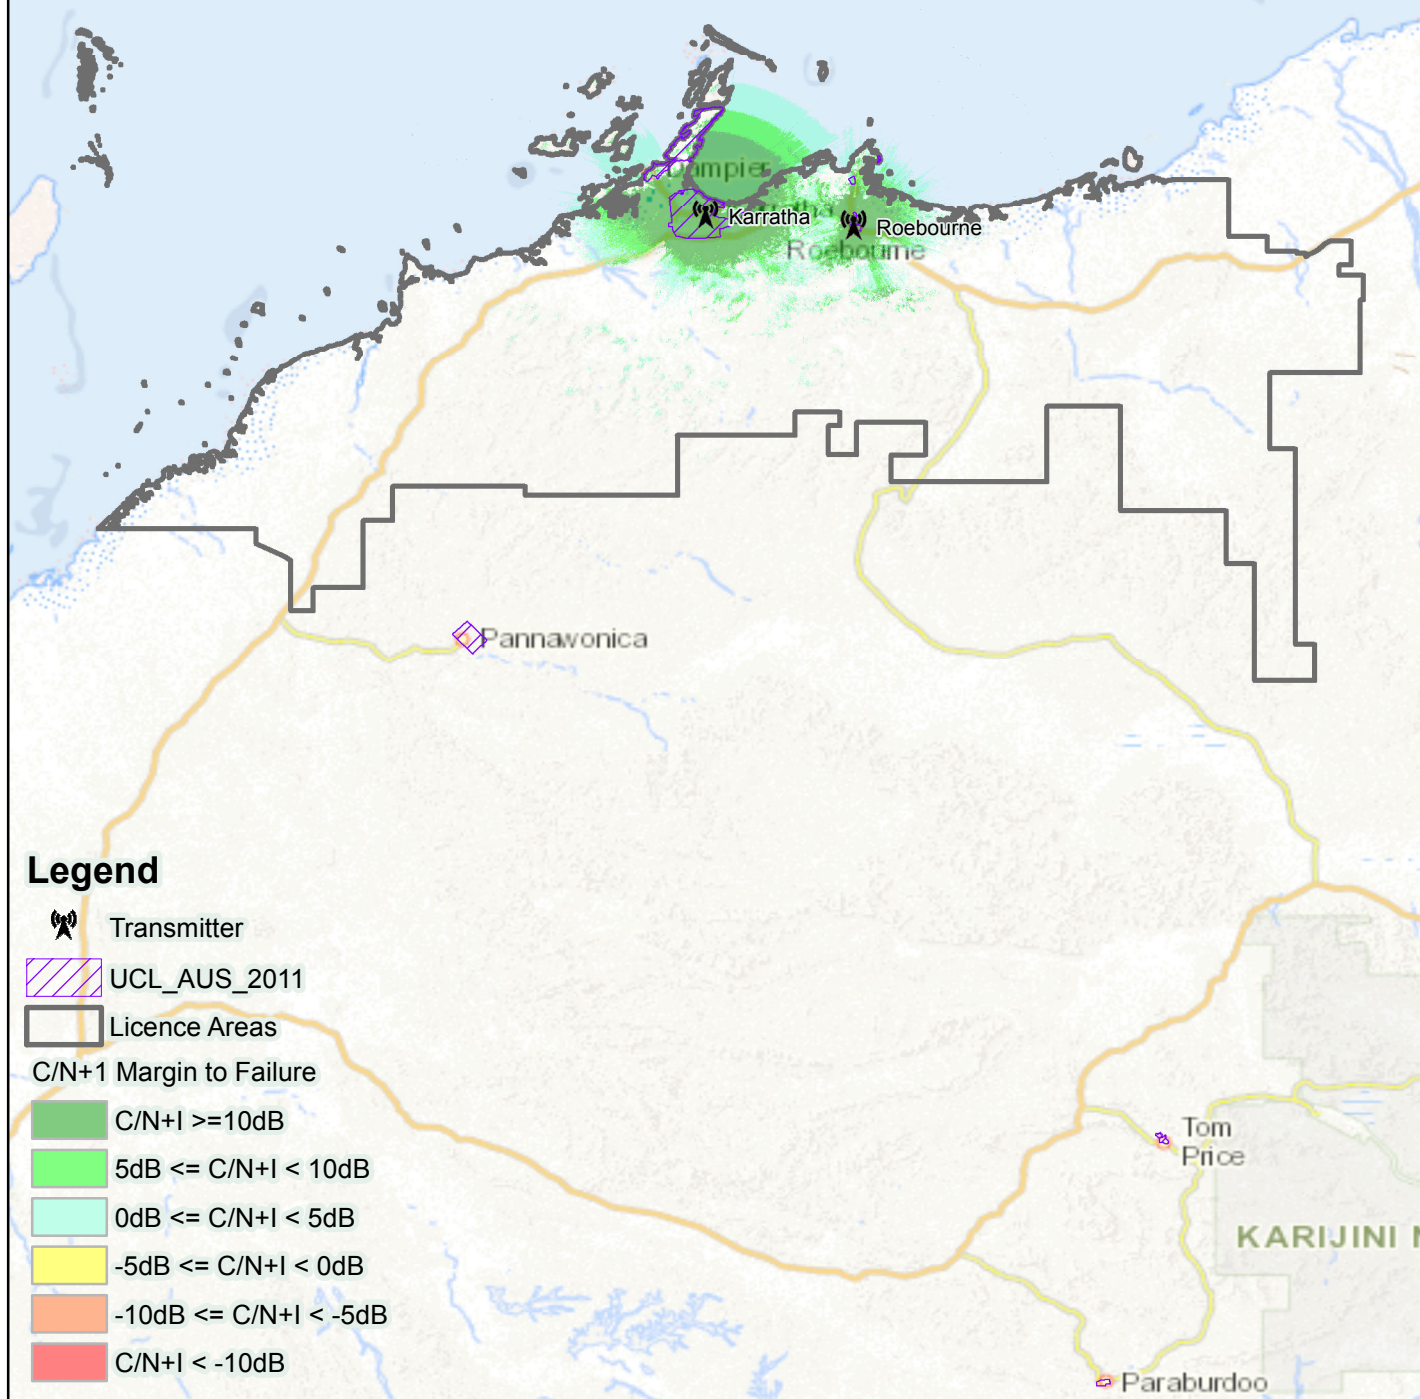 Dampier
Karratha
Roebourne
Roebourne
Pannawonica
Legend
Transmitter
UCL_AUS_2011
Licence Areas
C/N+1 Margin to Failure
C/N+I >=10dB
5dB <= C/N+I < 10dB
0dB <= C/N+I < 5dB
-5dB <= C/N+I < 0dB
-10dB <= C/N+I < -5dB
C/N+I < -10dB
Tom
Price
KARIJINI
Paraburdoo